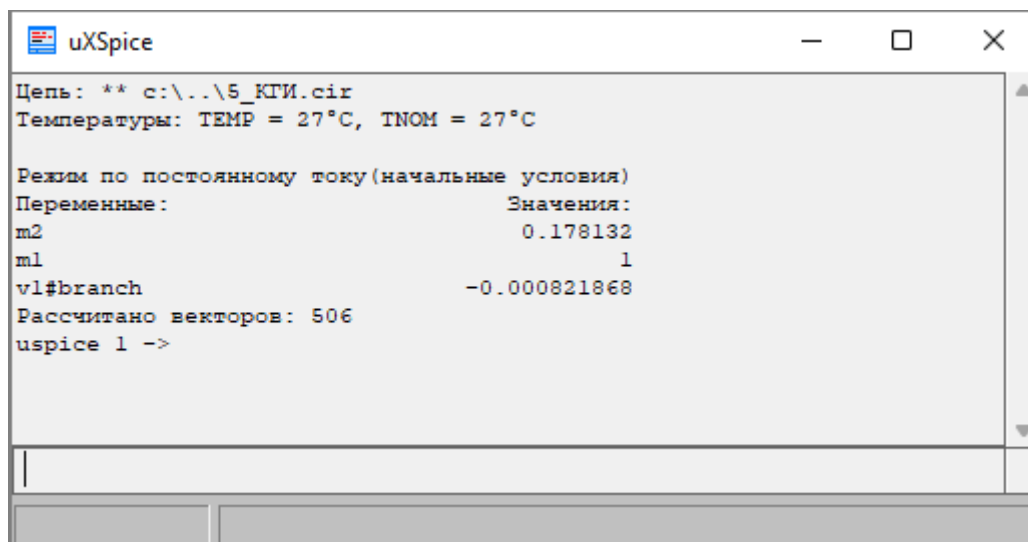 uXSpice
Цепь: ** c:\..\5_КГИ.cir
Температуры: TEMP = 27°C, TNOM = 27°C
Режим по постоянному току(начальные условия)
Переменные: Значения:
m2 0.178132
m1 1
v1#branch -0.000821868
Рассчитано векторов: 506
uspice 1 ->